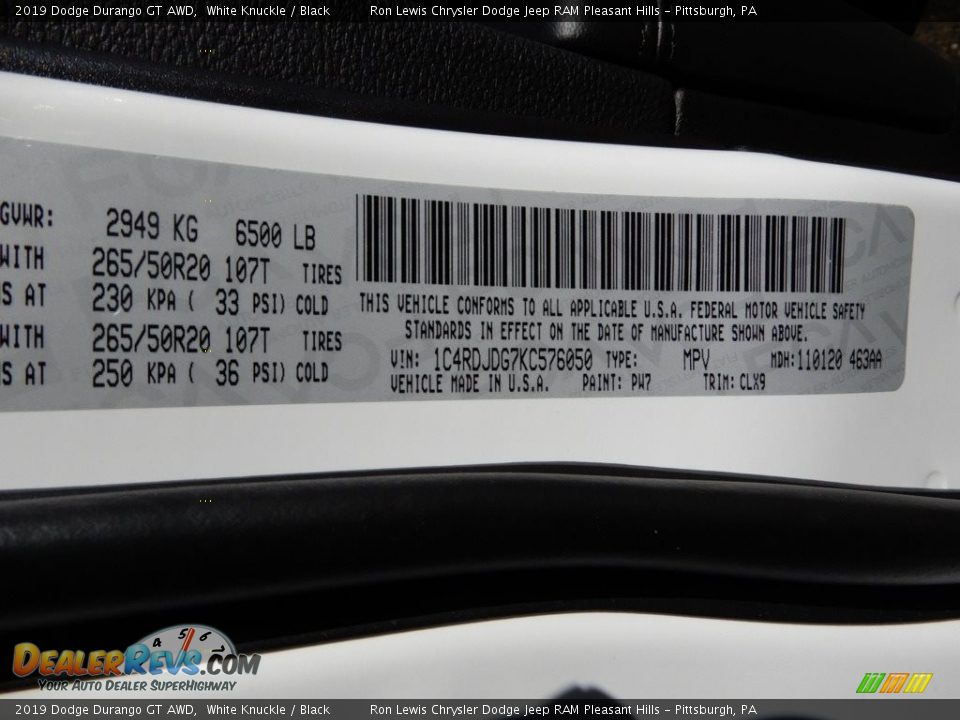 2019 Dodge Durango GT AWD, White Knuckle / Black Ron Lewis Chrysler Dodge Jeep RAM Pleasant Hills - Pittsburgh, PA
GVWR: 2949 KG 6500 LB
WITH 265/50R20 107T TIRES
S AT 230 KPA ( 33 PSI) COLD
WITH 265/50R20 107T TIRES
S AT 250 KPA ( 36 PSI) COLD
THIS VEHICLE CONFORMS TO ALL APPLICABLE U.S.A. FEDERAL MOTOR VEHICLE SAFETY
STANDARDS IN EFFECT ON THE DATE OF MANUFACTURE SHOWN ABOVE.
VIN: 1C4RDJDG7KC576050 TYPE: MPV MDH:110120 463AA
VEHICLE MADE IN U.S.A. PAINT: PW7 TRIM: CLX9
4 5 6 7
DEALERREVS.COM
YOUR AUTO DEALER SUPERHIGHWAY
2019 Dodge Durango GT AWD, White Knuckle / Black Ron Lewis Chrysler Dodge Jeep RAM Pleasant Hills - Pittsburgh, PA